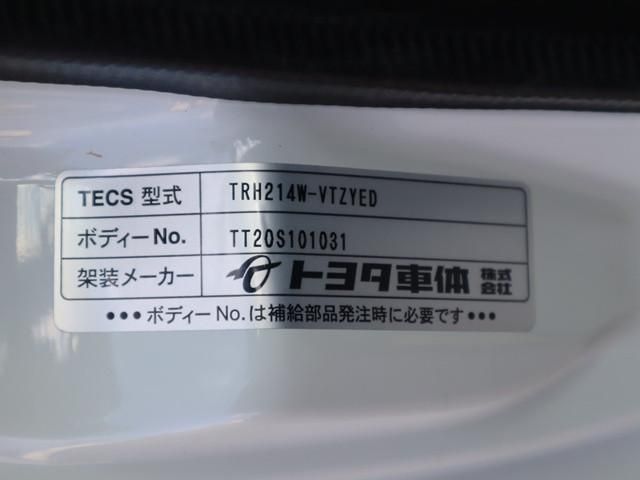 TECS 型式 TRH214W-VTZYED
ボディーNo. TT20S101031
架装メーカー トヨタ車体 株式会社
●●● ボディー No.は補給部品発注時に必要です ●●●